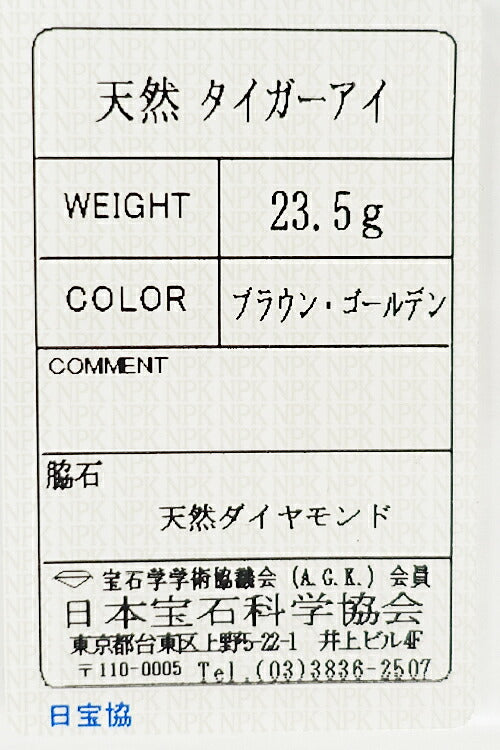 天然 タイガーアイ
WEIGHT 23.5g
COLOR ブラウン・ゴールデン
COMMENT
脇石
天然ダイヤモンド
宝石学学術協議会 (A.G.K.) 会員
日本宝石科学協会
東京都台東区上野5-22-1 井上ビル4F
〒110-0005 Tel.(03)3836-2507
日宝協